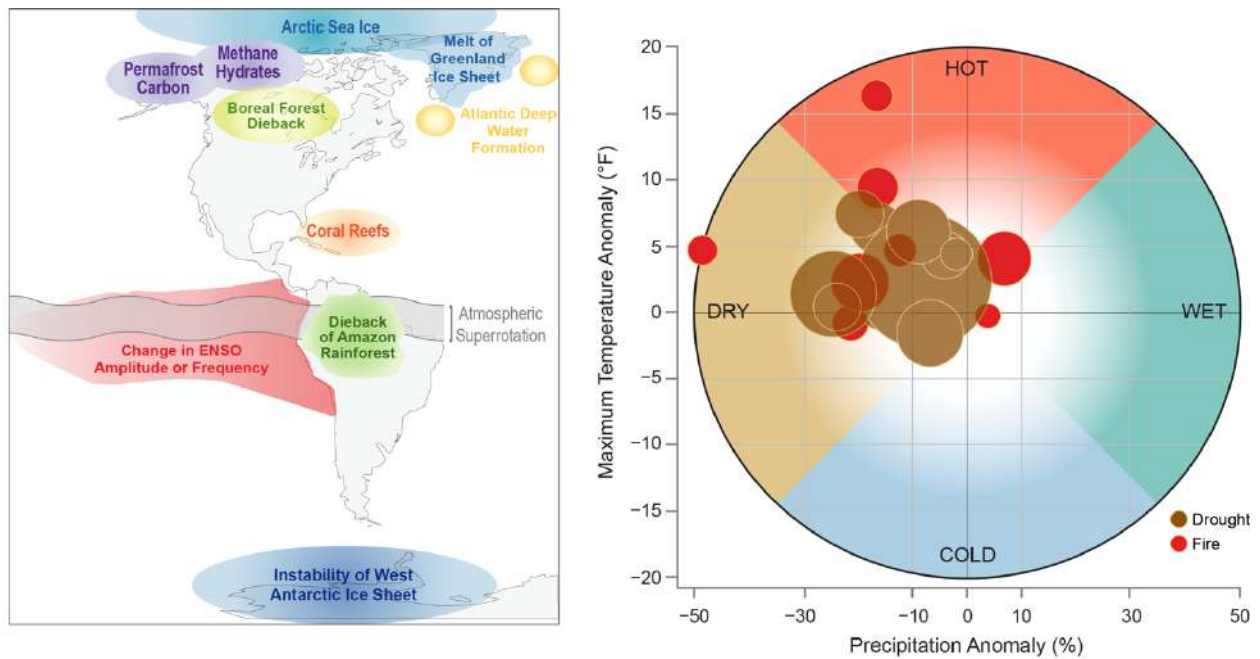 Arctic Sea Ice
Methane
Hydrates
Permafrost
Carbon
Melt of
Greenland
Ice Sheet
Boreal Forest
Dieback
Atlantic Deep
Water
Formation
Coral Reefs
Atmospheric
Superrotation
Dieback
of Amazon
Rainforest
Change in ENSO
Amplitude or Frequency
Instability of West
Antarctic Ice Sheet
Maximum Temperature Anomaly (°F)
20
15
10
5
0
−5
−10
−15
−20
HOT
DRY
WET
COLD
Drought
Fire
−50
−30
−10
0
10
30
50
Precipitation Anomaly (%)